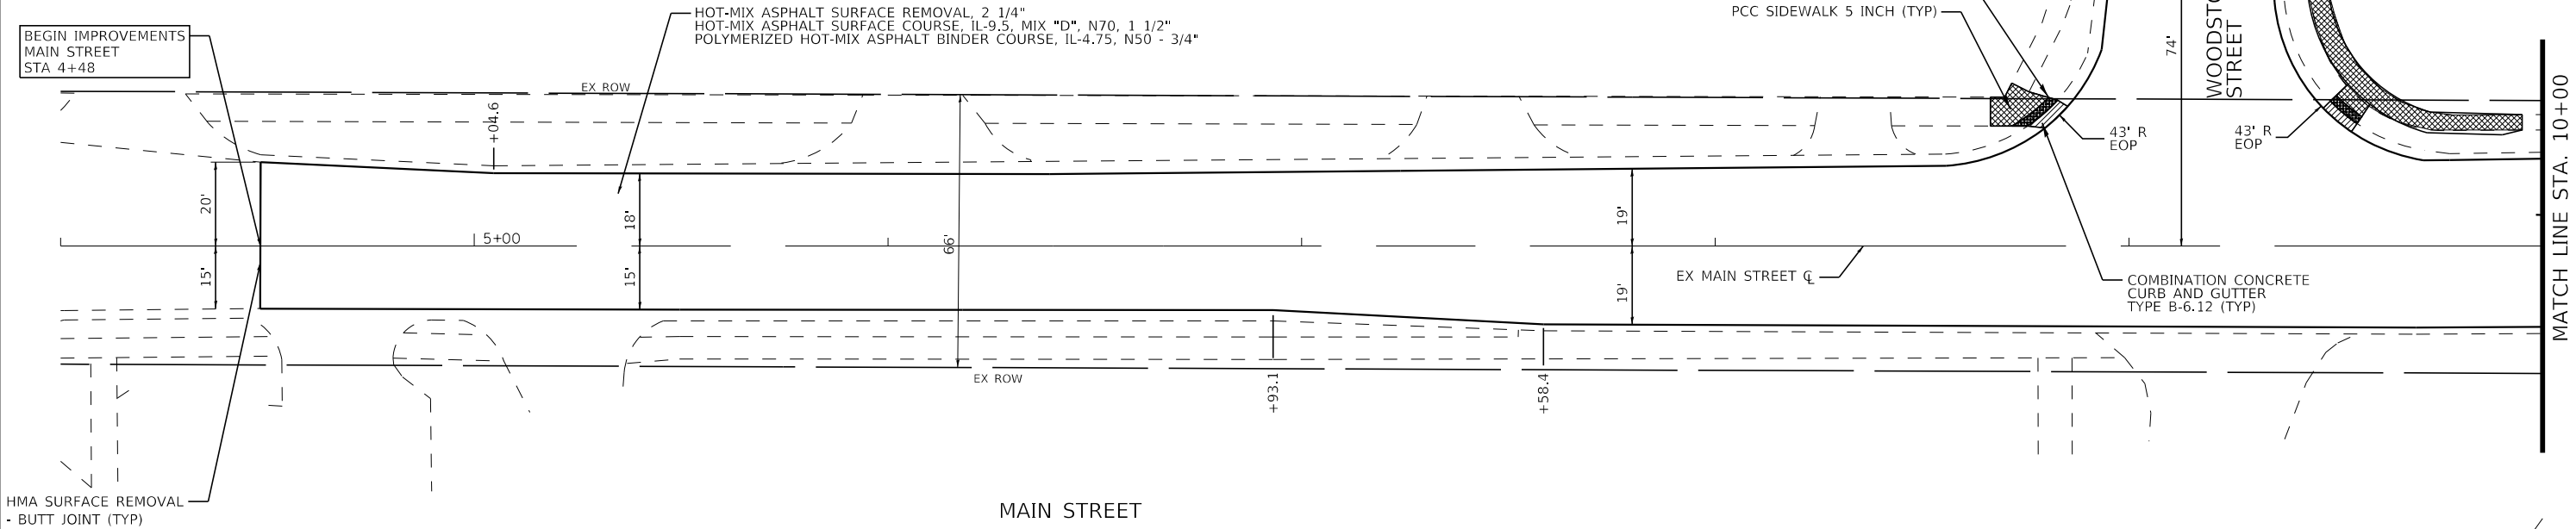 BEGIN IMPROVEMENTS
MAIN STREET
STA 4+48
HOT-MIX ASPHALT SURFACE REMOVAL, 2 1/4"
HOT-MIX ASPHALT SURFACE COURSE, IL-9.5, MIX "D", N70, 1 1/2"
POLYMERIZED HOT-MIX ASPHALT BINDER COURSE, IL-4.75, N50 - 3/4"
PCC SIDEWALK 5 INCH (TYP)
74'
WOODSTO
STREET
EX ROW
+04.6
43' R
EOP
43' R
EOP
MATCH LINE STA. 10+00
20'
18'
19'
5+00
66'
15'
15'
19'
EX MAIN STREET ℄
COMBINATION CONCRETE
CURB AND GUTTER
TYPE B-6.12 (TYP)
EX ROW
+93.1
+58.4
HMA SURFACE REMOVAL
- BUTT JOINT (TYP)
MAIN STREET